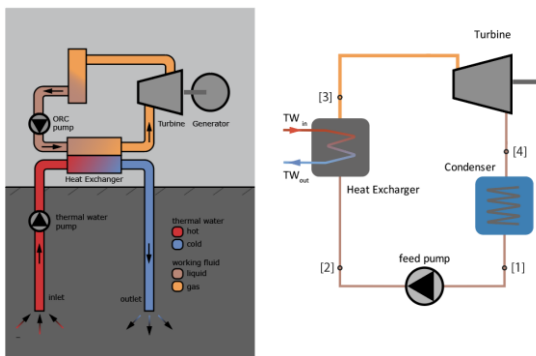 ORC
pump
Turbine
Generator
Heat Exchanger
thermal water
pump
thermal water
hot
cold
working fluid
liquid
gas
inlet
outlet
Turbine
[3]
TW in
TW out
Heat Excharger
[4]
Condenser
[2]
feed pump
[1]